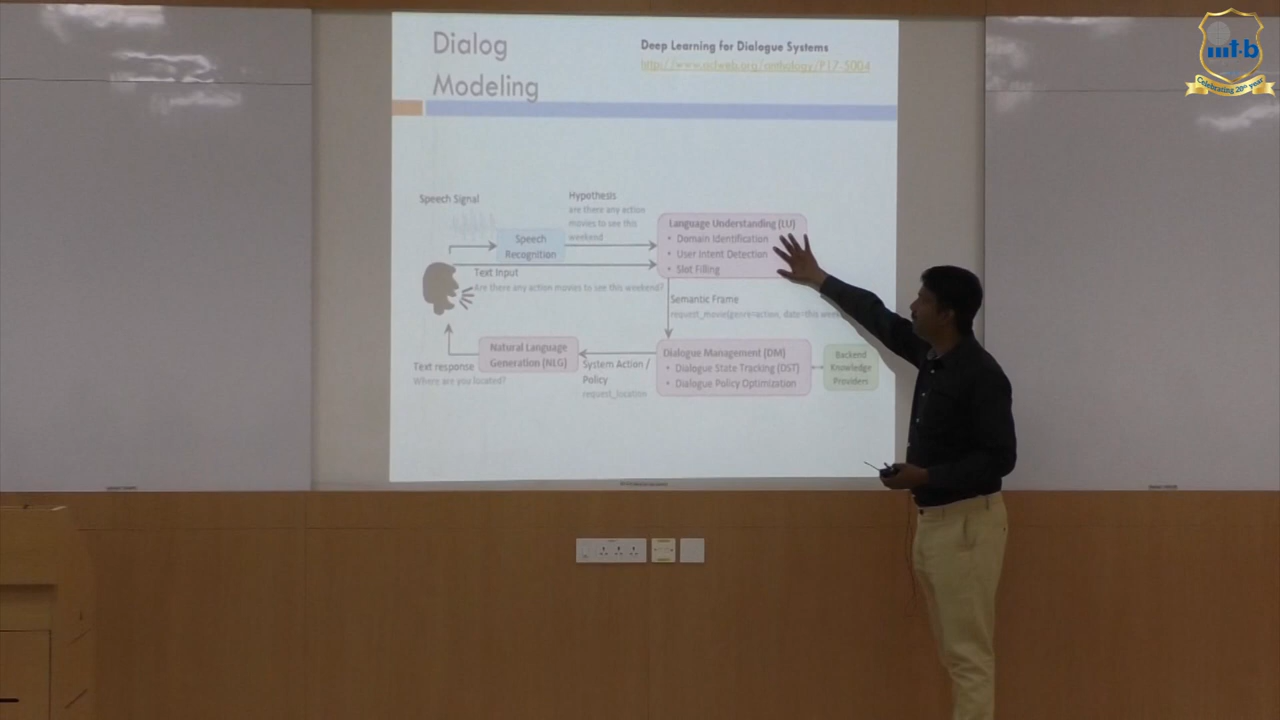 Dialog
Modeling
Deep Learning for Dialogue Systems
http://www.aclweb.org/anthology/P17-5004
Speech Signal
Hypothesis
are there any action
movies to see this
weekend
Speech
Recognition
Language Understanding (LU)
• Domain Identification
• User Intent Detection
• Slot Filling
Text Input
Are there any action movies to see this weekend?
Semantic Frame
request_movie(genre=action, date=this
Natural Language
Generation (NLG)
Dialogue Management (DM)
• Dialogue State Tracking (DST)
• Dialogue Policy Optimization
Backend
Knowledge
Providers
Text response
Where are you located?
System Action /
Policy
request_location
iiit-b
Celebrating 20th year